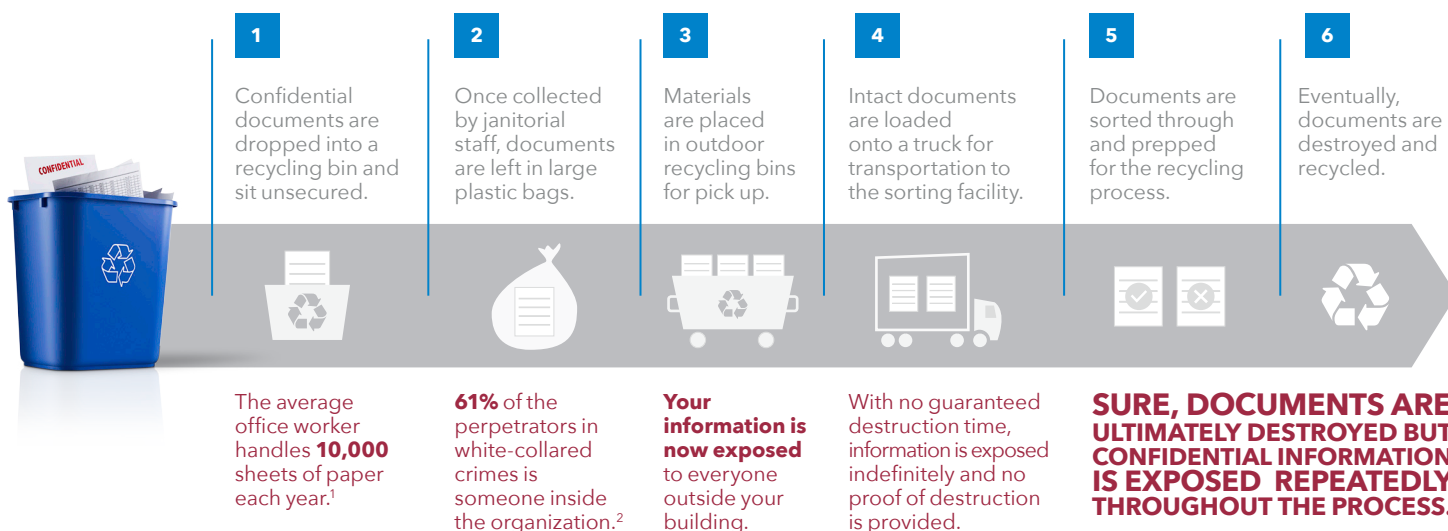 CONFIDENTIAL
1
Confidential
documents are
dropped into a
recycling bin and
sit unsecured.
2
Once collected
by janitorial
staff, documents
are left in large
plastic bags.
3
Materials
are placed
in outdoor
recycling bins
for pick up.
4
Intact documents
are loaded
onto a truck for
transportation to
the sorting facility.
5
Documents are
sorted through
and prepped
for the recycling
process.
6
Eventually,
documents are
destroyed and
recycled.
The average
office worker
handles 10,000
sheets of paper
each year.¹
61% of the
perpetrators in
white-collared
crimes is
someone inside
the organization.²
Your
information is
now exposed
to everyone
outside your
building.
With no guaranteed
destruction time,
information is exposed
indefinitely and no
proof of destruction
is provided.
SURE, DOCUMENTS ARE
ULTIMATELY DESTROYED BUT
CONFIDENTIAL INFORMATION
IS EXPOSED REPEATEDLY
THROUGHOUT THE PROCESS.